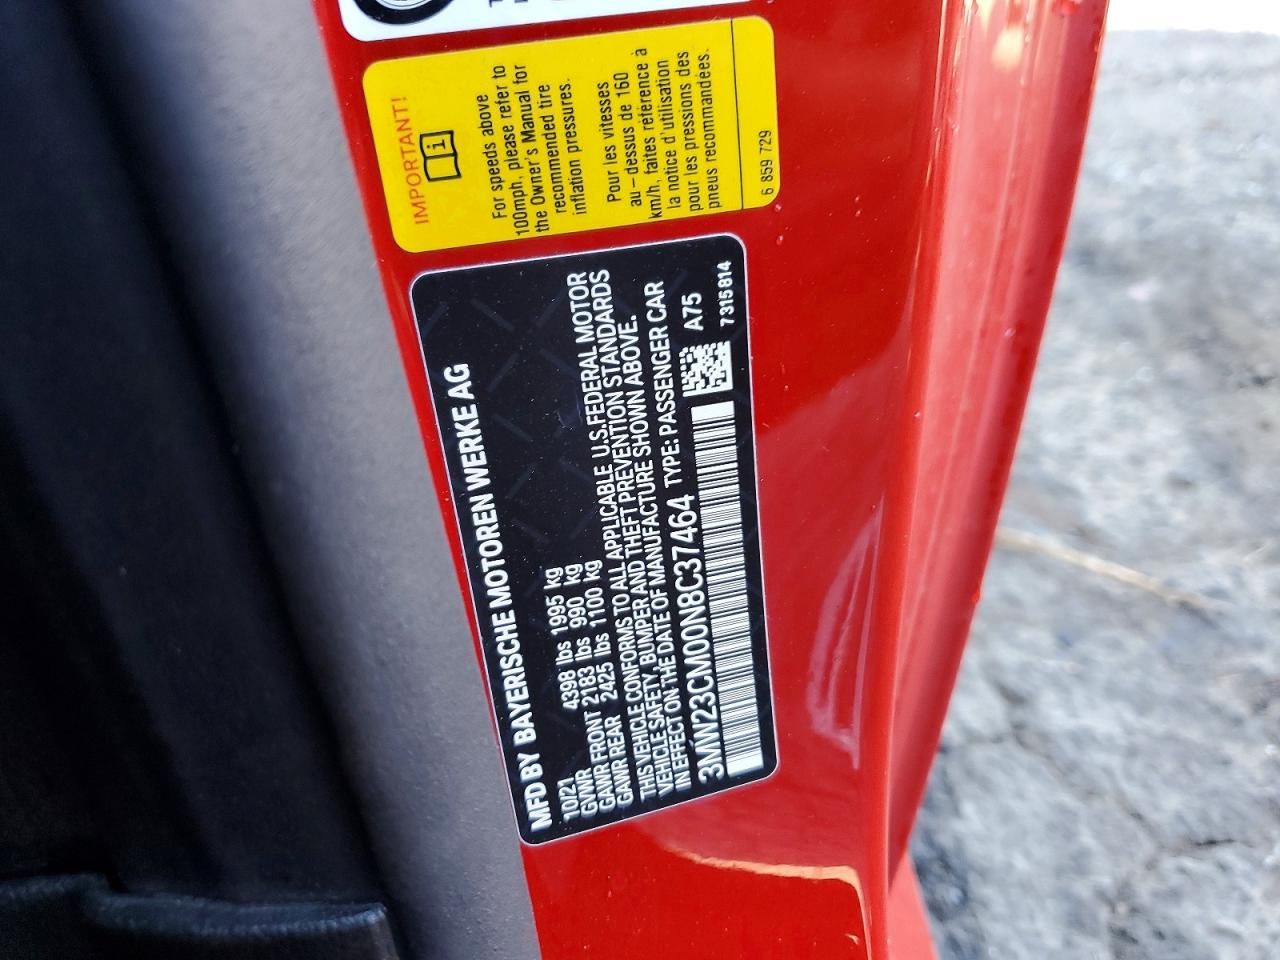 IMPORTANT!
For speeds above
100mph, please refer to
the Owner's Manual for
recommended tire
inflation pressures.
Pour les vitesses
au-dessus de 160
km/h, faites référence à
la notice d'utilisation
pour les pressions des
pneus recommandées.
6 859 729
MFD BY BAYERISCHE MOTOREN WERKE AG
10/21
GVWR 4398 lbs 1995 kg
GAWR FRONT 2183 lbs 990 kg
GAWR REAR 2425 lbs 1100 kg
THIS VEHICLE CONFORMS TO ALL APPLICABLE U.S.FEDERAL MOTOR
VEHICLE SAFETY, BUMPER AND THEFT PREVENTION STANDARDS
IN EFFECT ON THE DATE OF MANUFACTURE SHOWN ABOVE.
3MW23CM00N8C37464 TYPE: PASSENGER CAR
A75
7315814